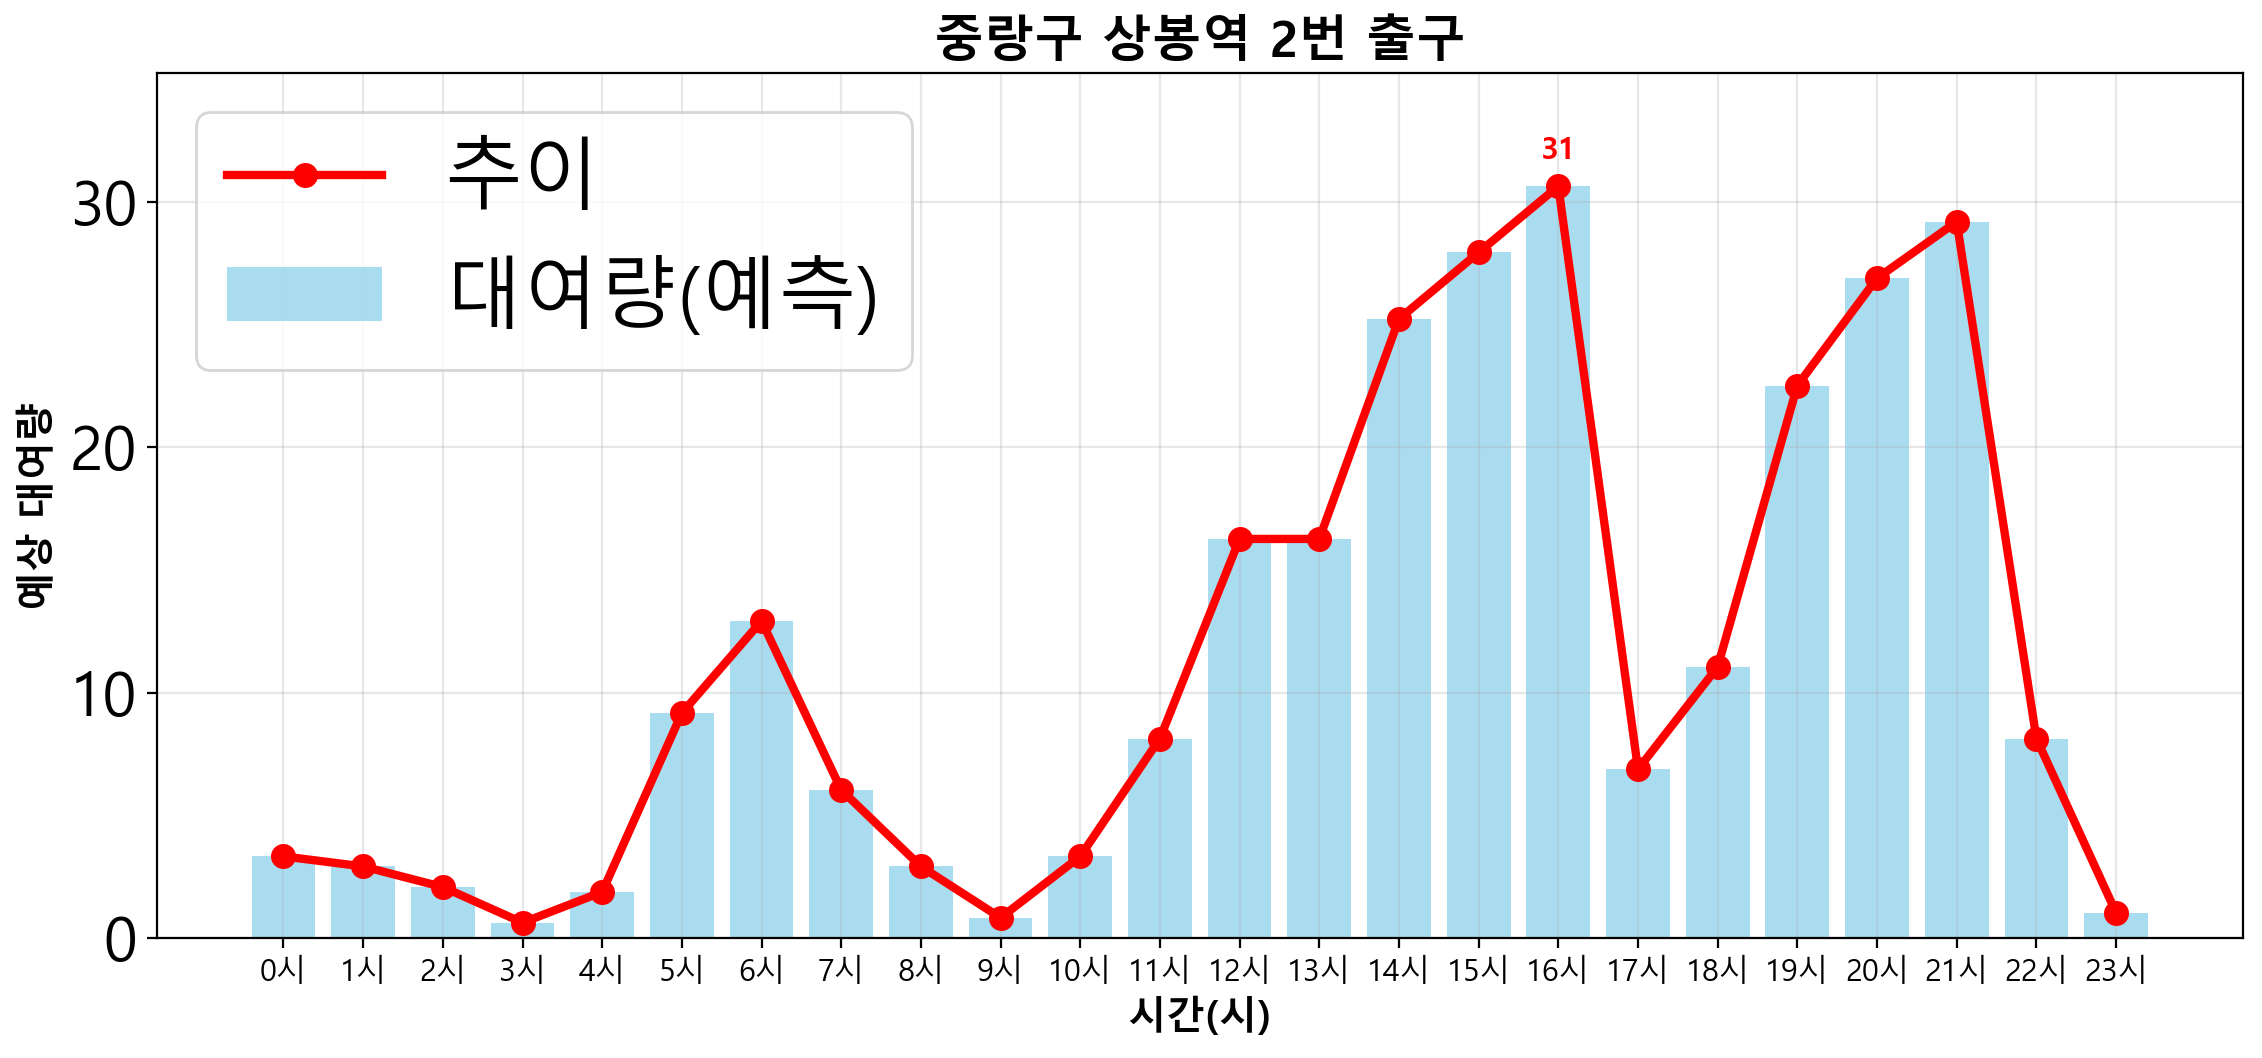 중랑구 상봉역 2번 출구
추이
대여량(예측)
31
예상 대여량
30
20
10
0
0시 1시 2시 3시 4시 5시 6시 7시 8시 9시 10시 11시 12시 13시 14시 15시 16시 17시 18시 19시 20시 21시 22시 23시
시간(시)